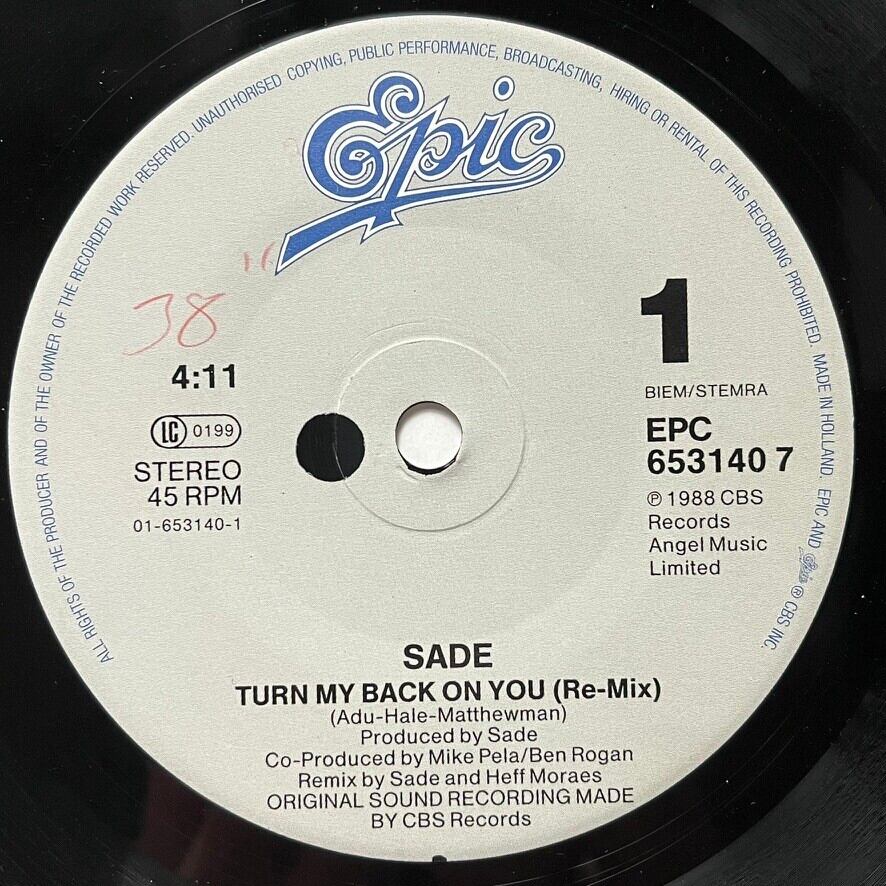 ALL RIGHTS OF THE PRODUCER AND OF THE OWNER OF THE RECORDED WORK RESERVED. UNAUTHORISED COPYING, PUBLIC PERFORMANCE, BROADCASTING, HIRING OR RENTAL OF THIS RECORDING PROHIBITED. MADE IN HOLLAND. EPIC AND Epic ® CBS INC.
Epic
38
4:11
LC 0199
STEREO
45 RPM
01-653140-1
1
BIEM/STEMRA
EPC
653140 7
℗ 1988 CBS
Records
Angel Music
Limited
SADE
TURN MY BACK ON YOU (Re-Mix)
(Adu-Hale-Matthewman)
Produced by Sade
Co-Produced by Mike Pela/Ben Rogan
Remix by Sade and Heff Moraes
ORIGINAL SOUND RECORDING MADE
BY CBS Records